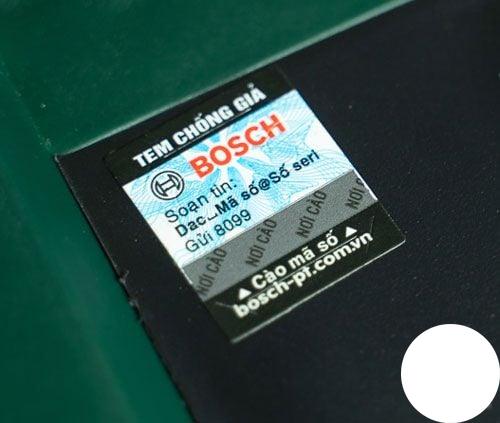 TEM CHỐNG GIẢ
BOSCH
Soạn tin:
Dac_Mã số@Số seri
Gửi 8099
NƠI CÀO NƠI CÀO NƠI CÀO NƠI
▲ Cào mã số ▲
bosch-pt.com.vn